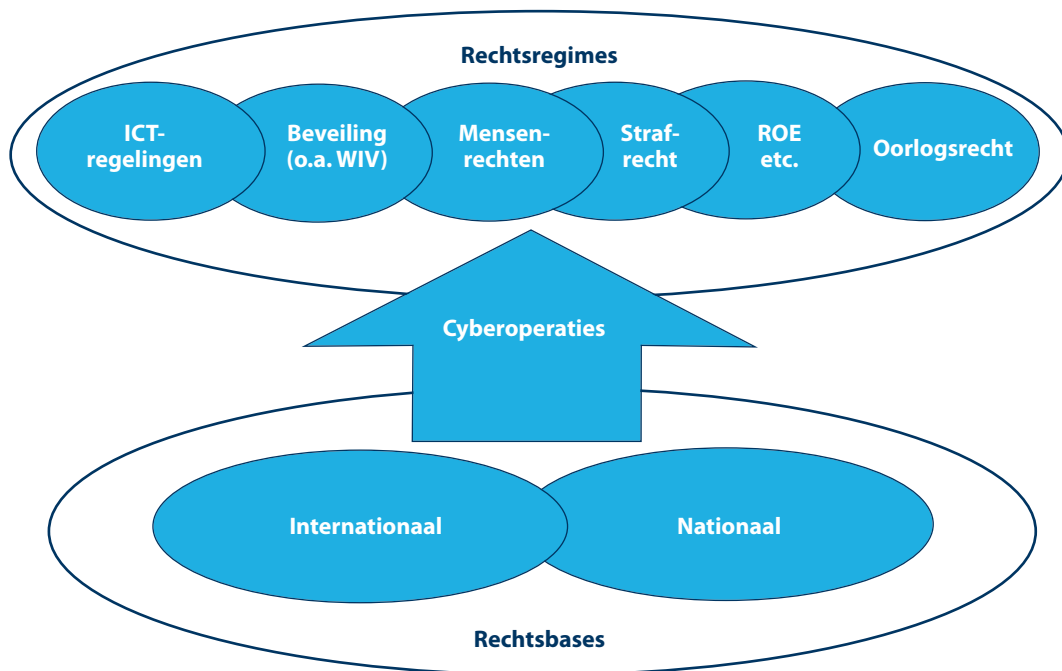 Rechtsregimes
ICT-
regelingen
Beveiling
(o.a. WIV)
Mensen-
rechten
Straf-
recht
ROE
etc.
Oorlogsrecht
Cyberoperaties
Internationaal
Nationaal
Rechtsbases